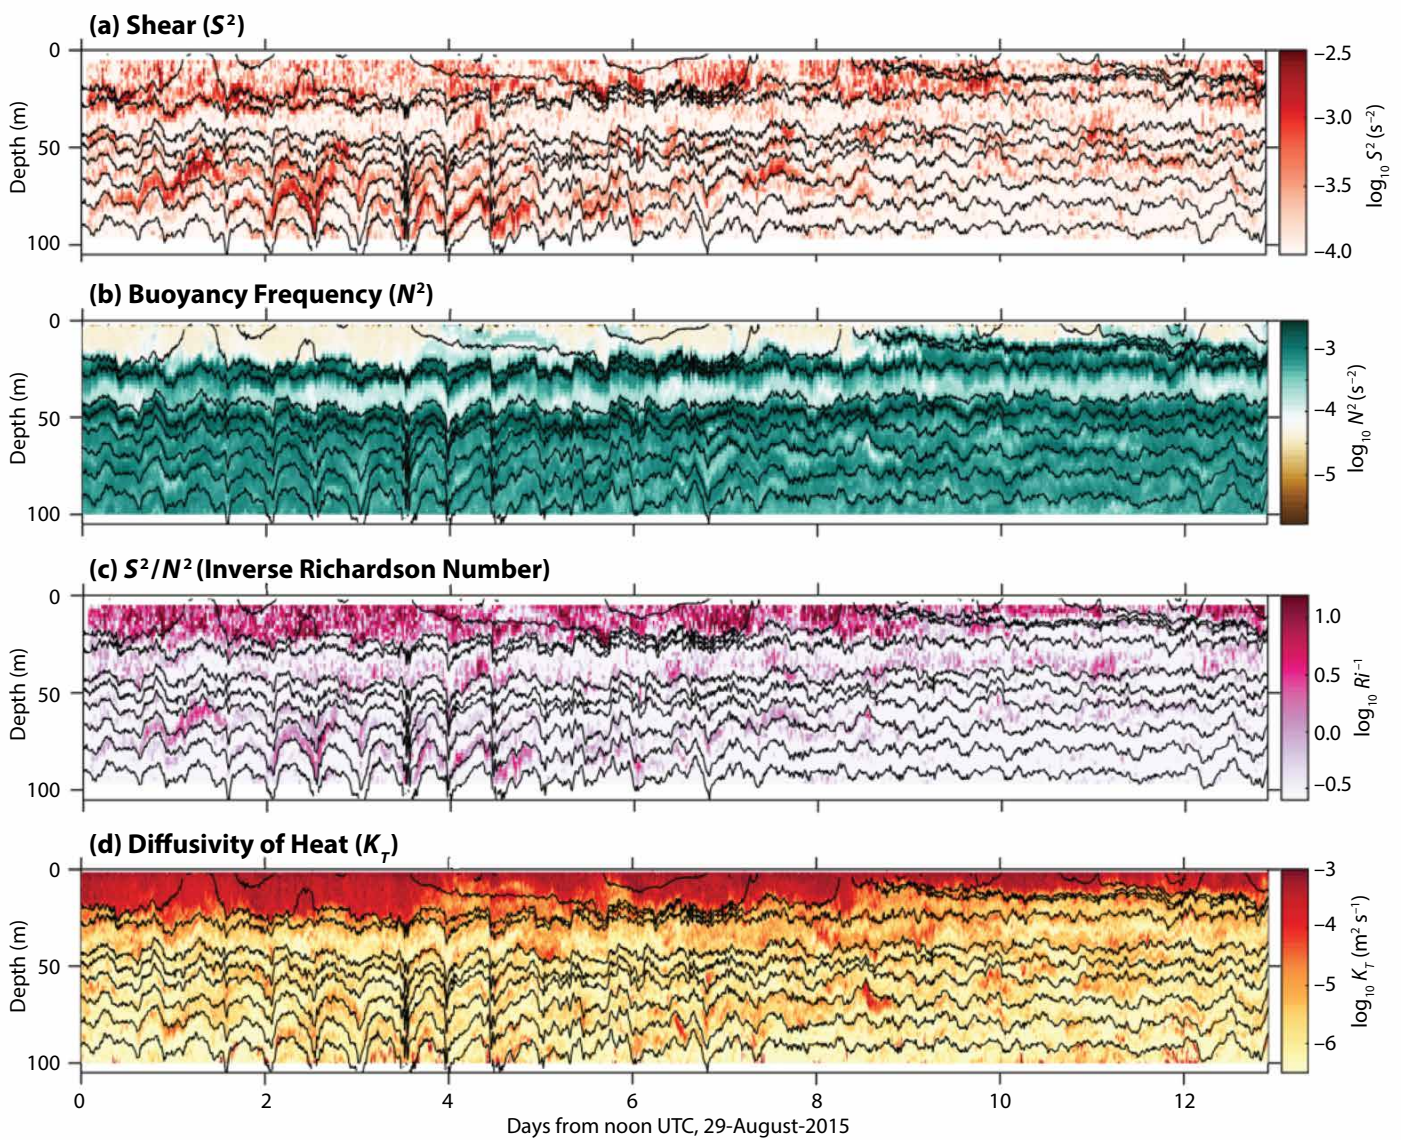 (a) Shear (S²)
0
50
100
Depth (m)
−2.5
−3.0
−3.5
−4.0
log₁₀ S² (s⁻²)
(b) Buoyancy Frequency (N²)
0
50
100
Depth (m)
−3
−4
−5
log₁₀ N² (s⁻²)
(c) S²/N² (Inverse Richardson Number)
0
50
100
Depth (m)
1.0
0.5
0.0
−0.5
log₁₀ Ri⁻¹
(d) Diffusivity of Heat (K_T)
0
50
100
Depth (m)
−3
−4
−5
−6
log₁₀ K_T (m² s⁻¹)
0 2 4 6 8 10 12
Days from noon UTC, 29-August-2015